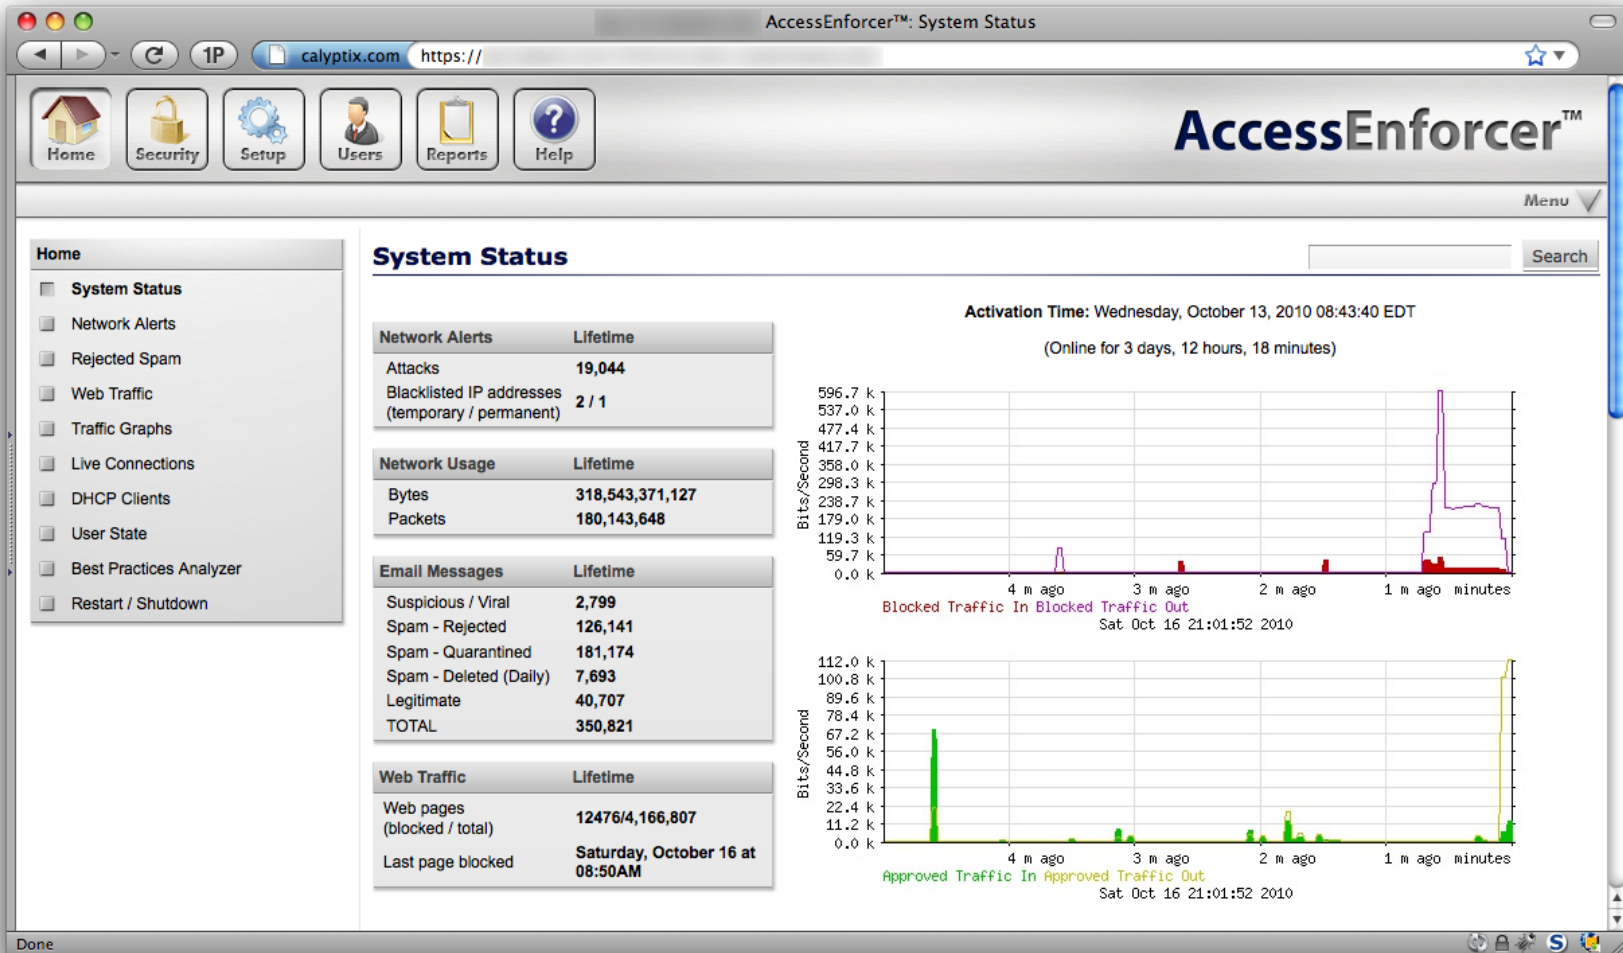 AccessEnforcer™: System Status
1P
calyptix.com
https://
Home
Security
Setup
Users
Reports
Help
AccessEnforcer™
Menu
Home
System Status
Network Alerts
Rejected Spam
Web Traffic
Traffic Graphs
Live Connections
DHCP Clients
User State
Best Practices Analyzer
Restart / Shutdown
System Status
Search
Network Alerts Lifetime
Attacks 19,044
Blacklisted IP addresses
(temporary / permanent) 2 / 1
Network Usage Lifetime
Bytes 318,543,371,127
Packets 180,143,648
Email Messages Lifetime
Suspicious / Viral 2,799
Spam - Rejected 126,141
Spam - Quarantined 181,174
Spam - Deleted (Daily) 7,693
Legitimate 40,707
TOTAL 350,821
Web Traffic Lifetime
Web pages
(blocked / total) 12476/4,166,807
Last page blocked Saturday, October 16 at
08:50AM
Activation Time: Wednesday, October 13, 2010 08:43:40 EDT
(Online for 3 days, 12 hours, 18 minutes)
Bits/Second
596.7 k
537.0 k
477.4 k
417.7 k
358.0 k
298.3 k
238.7 k
179.0 k
119.3 k
59.7 k
0.0 k
4 m ago 3 m ago 2 m ago 1 m ago minutes
Blocked Traffic In Blocked Traffic Out
Sat Oct 16 21:01:52 2010
Bits/Second
112.0 k
100.8 k
89.6 k
78.4 k
67.2 k
56.0 k
44.8 k
33.6 k
22.4 k
11.2 k
0.0 k
4 m ago 3 m ago 2 m ago 1 m ago minutes
Approved Traffic In Approved Traffic Out
Sat Oct 16 21:01:52 2010
Done
S